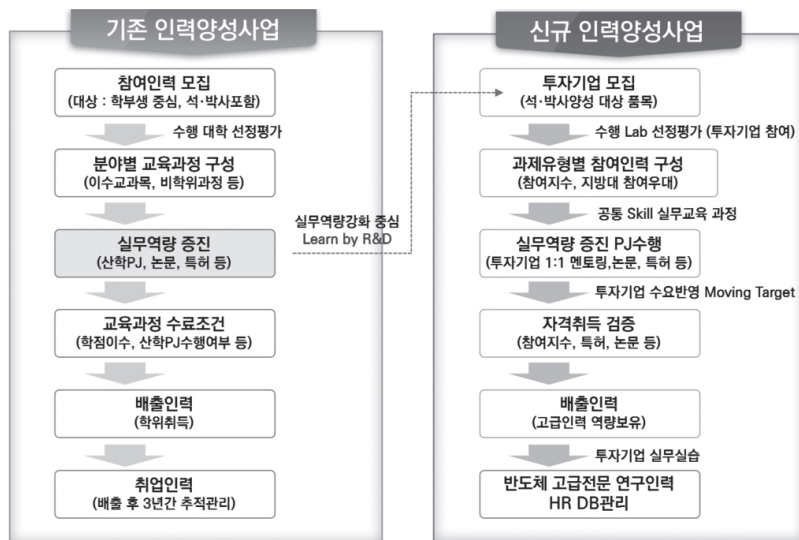 기존 인력양성사업
참여인력 모집
(대상 : 학부생 중심, 석·박사포함)
수행 대학 선정평가
분야별 교육과정 구성
(이수교과목, 비학위과정 등)
실무역량 증진
(산학PJ, 논문, 특허 등)
교육과정 수료조건
(학점이수, 산학PJ수행여부 등)
배출인력
(학위취득)
취업인력
(배출 후 3년간 추적관리)
실무역량강화 중심
Learn by R&D
신규 인력양성사업
투자기업 모집
(석·박사양성 대상 품목)
수행 Lab 선정평가 (투자기업 참여)
과제유형별 참여인력 구성
(참여지수, 지방대 참여우대)
공통 Skill 실무교육 과정
실무역량 증진 PJ수행
(투자기업 1:1 멘토링,논문, 특허 등)
투자기업 수요반영 Moving Target
자격취득 검증
(참여지수, 특허, 논문 등)
배출인력
(고급인력 역량보유)
투자기업 실무실습
반도체 고급전문 연구인력
HR DB관리